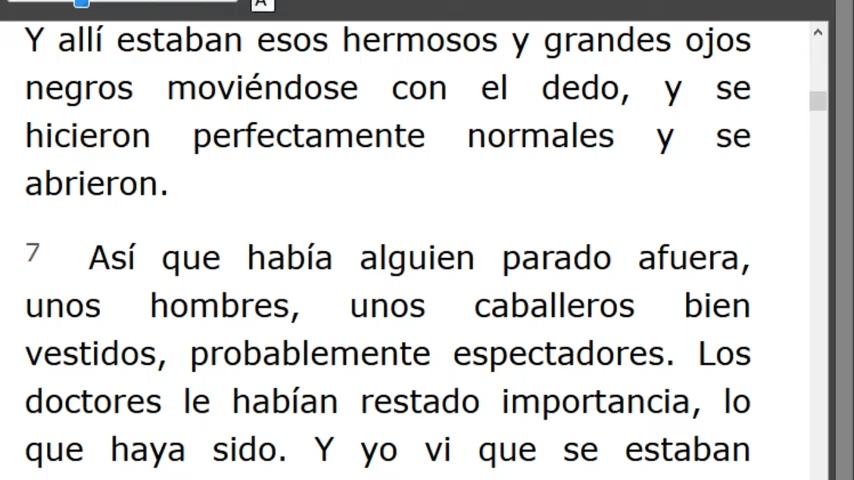 A
Y allí estaban esos hermosos y grandes ojos
negros moviéndose con el dedo, y se
hicieron perfectamente normales y se
abrieron.
7 Así que había alguien parado afuera,
unos hombres, unos caballeros bien
vestidos, probablemente espectadores. Los
doctores le habían restado importancia, lo
que haya sido. Y yo vi que se estaban